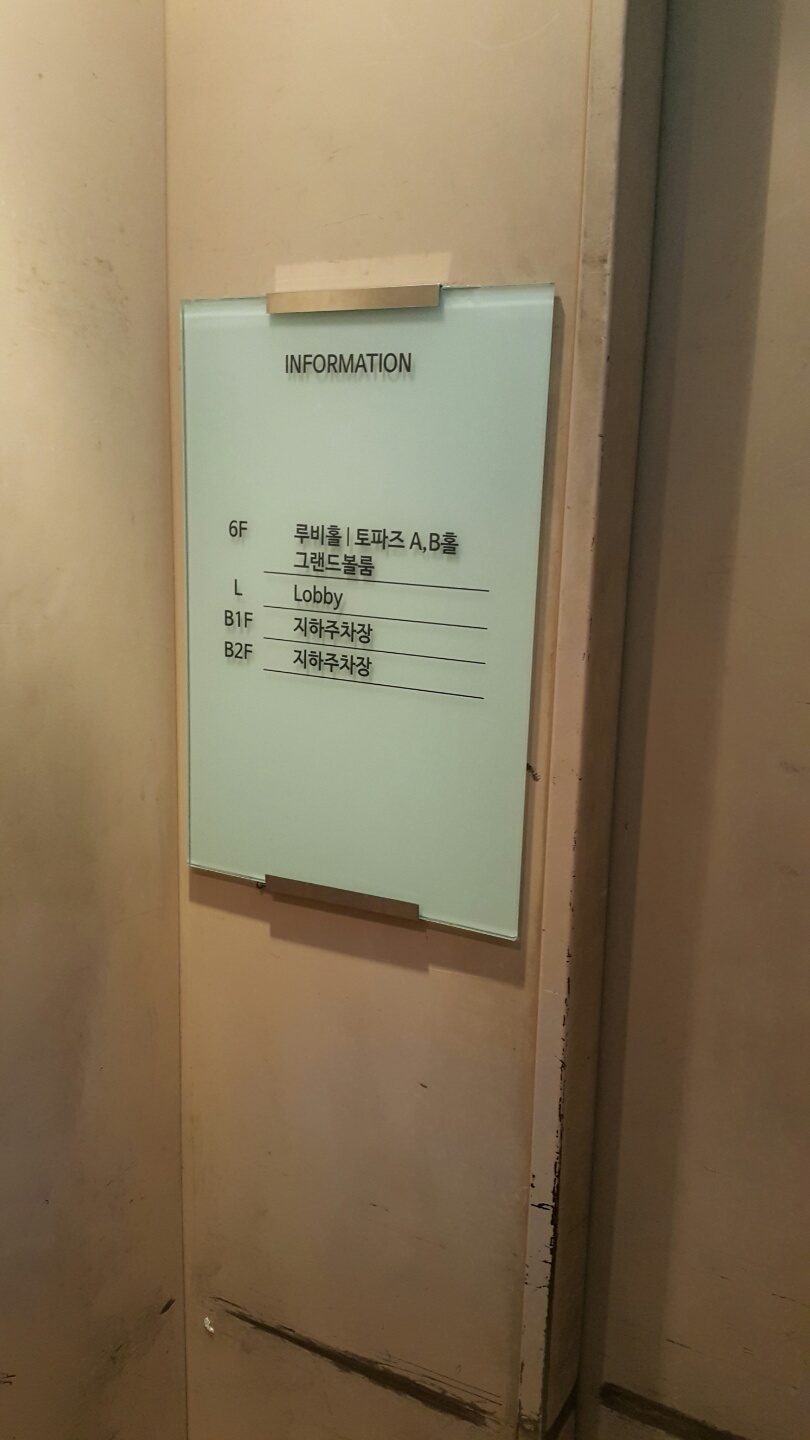 INFORMATION
6F 루비홀 | 토파즈 A,B홀
그랜드볼룸
L Lobby
B1F 지하주차장
B2F 지하주차장